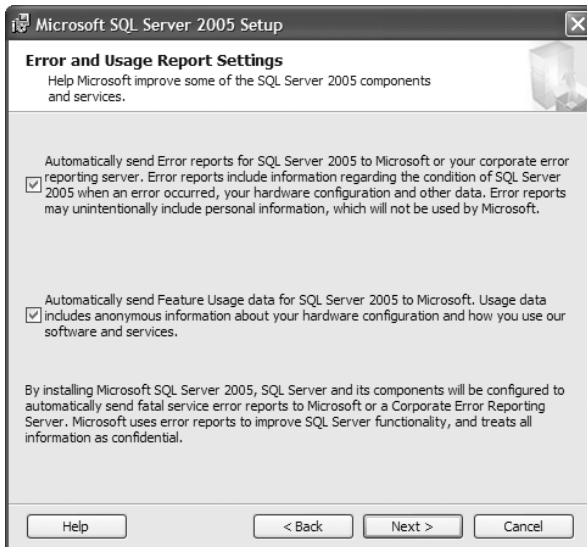 Microsoft SQL Server 2005 Setup
Error and Usage Report Settings
Help Microsoft improve some of the SQL Server 2005 components
and services.
Automatically send Error reports for SQL Server 2005 to Microsoft or your corporate error
reporting server. Error reports include information regarding the condition of SQL Server
2005 when an error occurred, your hardware configuration and other data. Error reports
may unintentionally include personal information, which will not be used by Microsoft.
Automatically send Feature Usage data for SQL Server 2005 to Microsoft. Usage data
includes anonymous information about your hardware configuration and how you use our
software and services.
By installing Microsoft SQL Server 2005, SQL Server and its components will be configured to
automatically send fatal service error reports to Microsoft or a Corporate Error Reporting
Server. Microsoft uses error reports to improve SQL Server functionality, and treats all
information as confidential.
Help < Back Next > Cancel